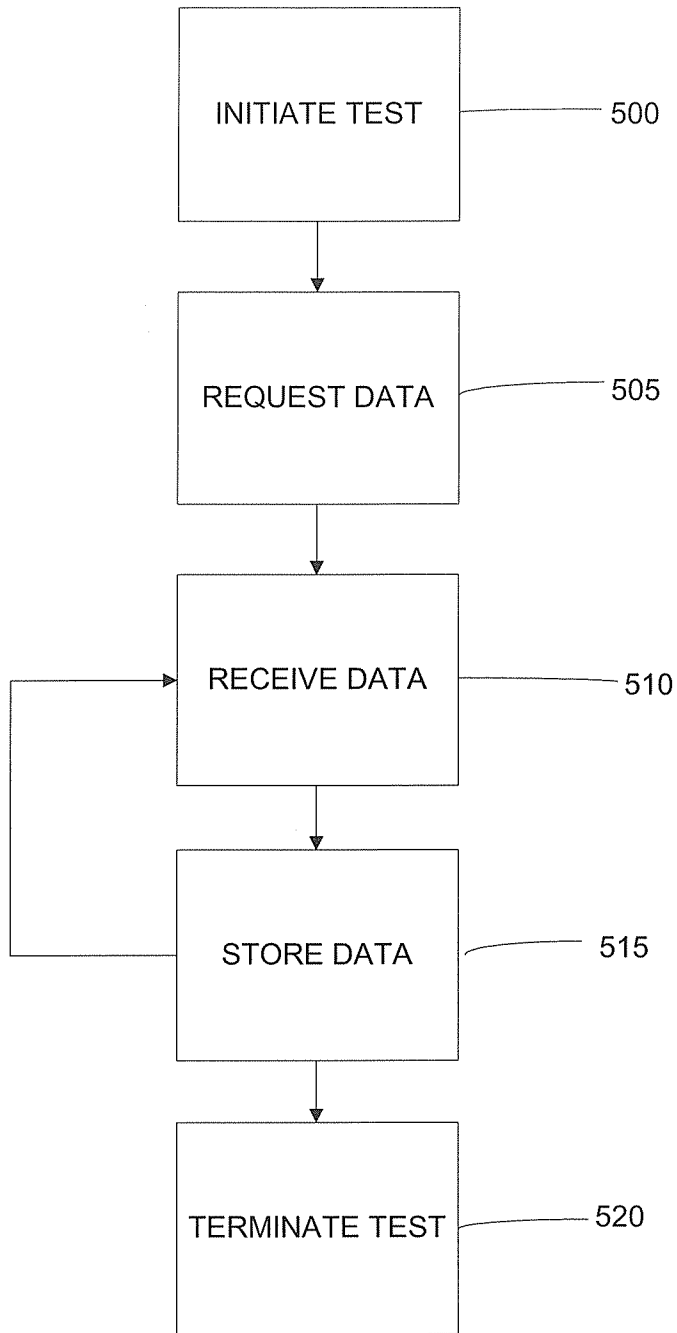 INITIATE TEST
500
REQUEST DATA
505
RECEIVE DATA
510
STORE DATA
515
TERMINATE TEST
520